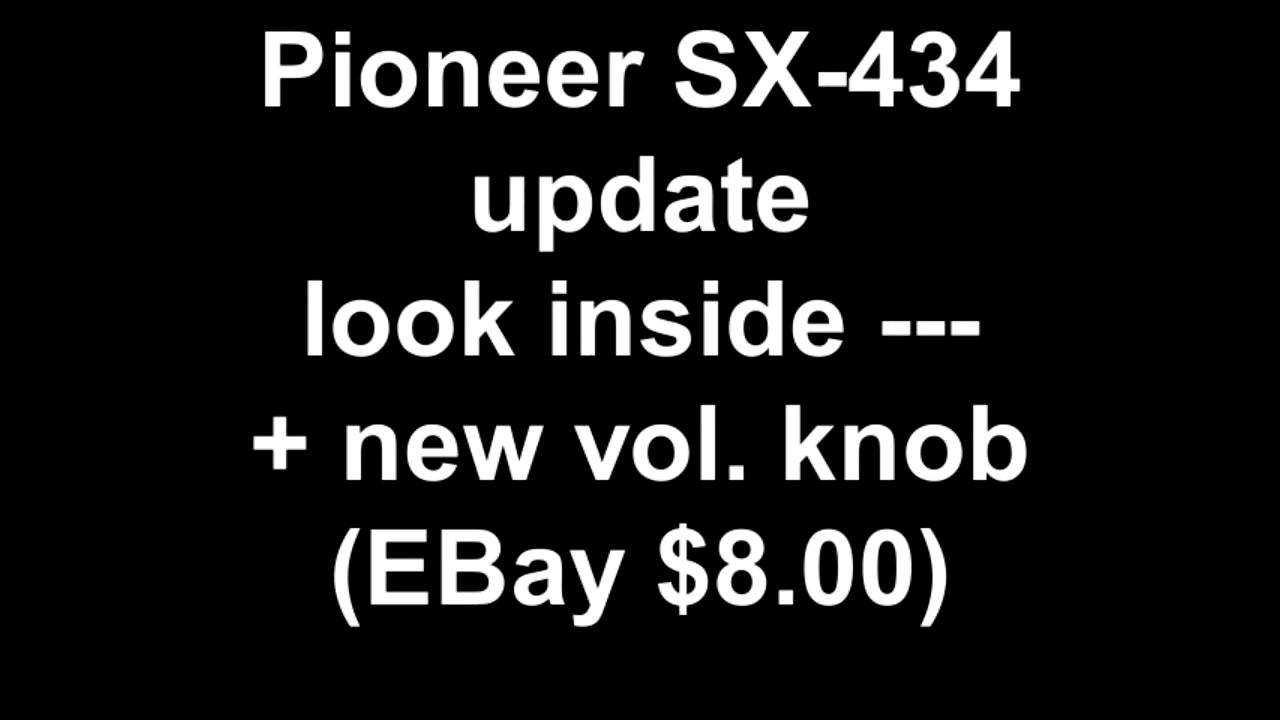 Pioneer SX-434
update
look inside ---
+ new vol. knob
(EBay $8.00)